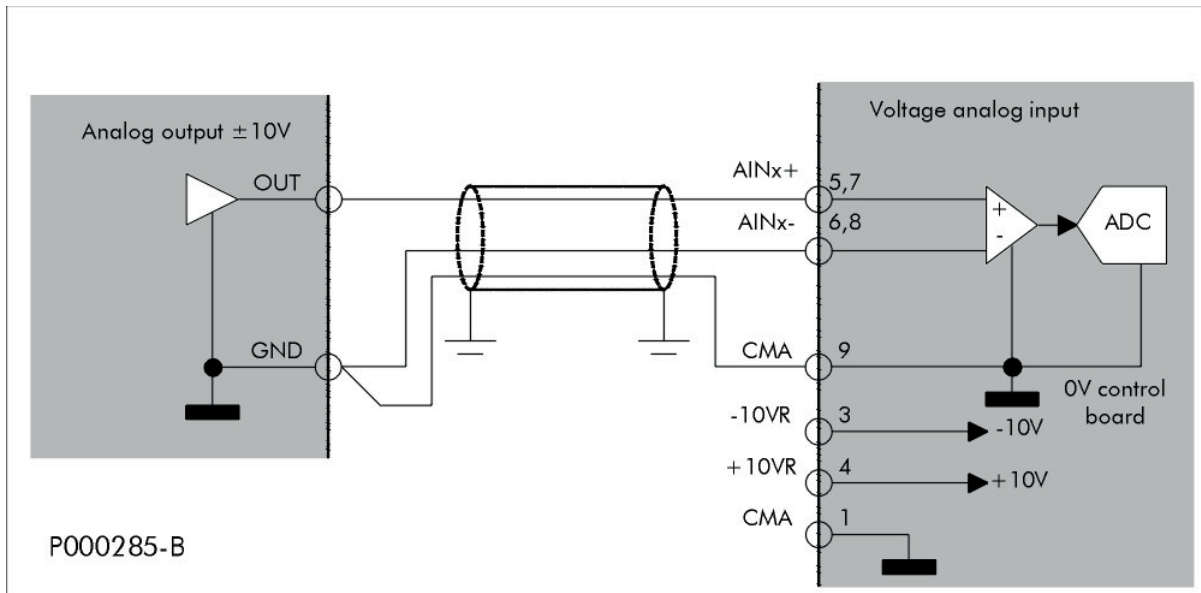 Analog output ±10V
OUT
GND
Voltage analog input
AINx+
5,7
AINx-
6,8
+
-
ADC
CMA
9
0V control
board
-10VR
3
-10V
+10VR
4
+10V
CMA
1
P000285-B